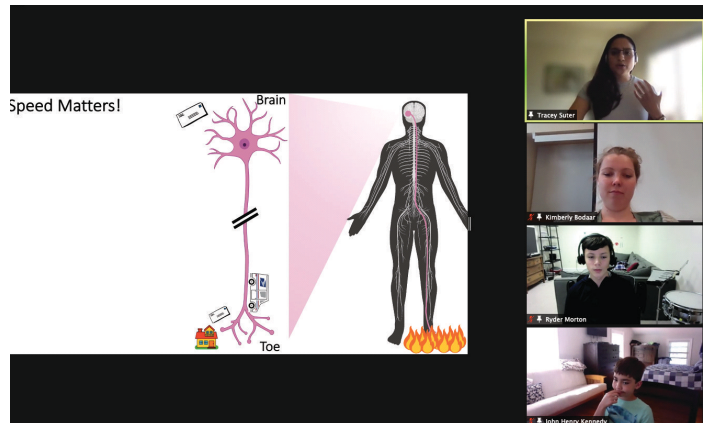 Speed Matters!
Brain
Toe
Tracey Suter
Kimberly Bodaar
Ryder Morton
John Henry Kennedy